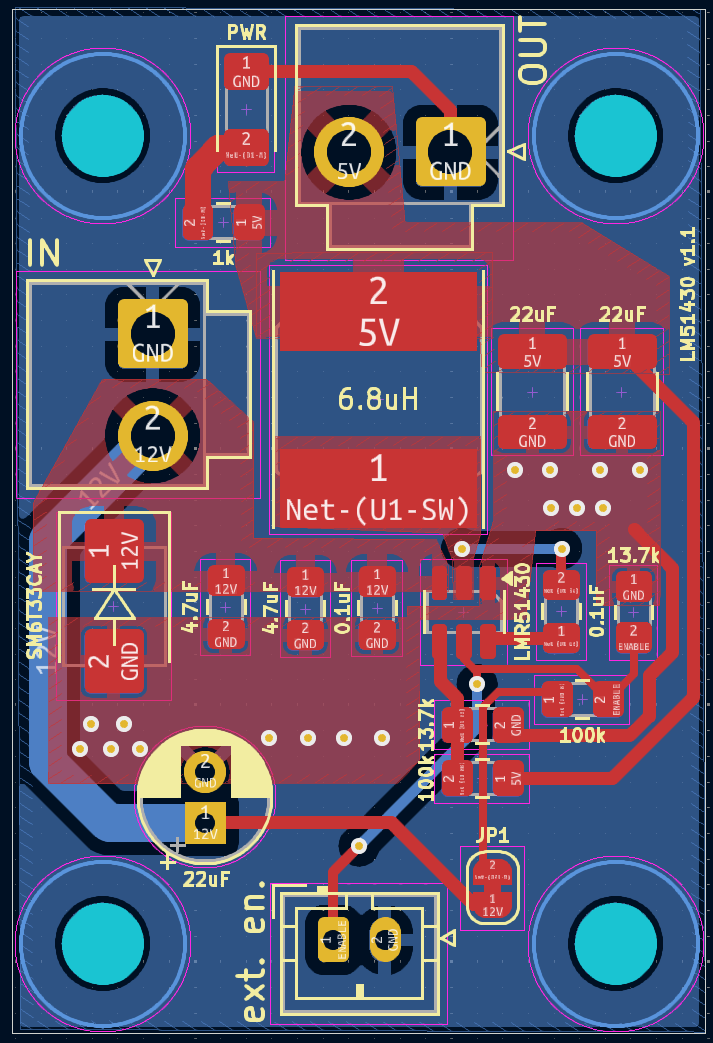 PWR
OUT
1
GND
2
2
5V
1
GND
2
1
5V
1k
IN
LM51430 v1.1
1
GND
2
12V
12V
2
5V
6.8uH
1
Net-(U1-SW)
22uF
22uF
1
5V
1
5V
2
GND
2
GND
SM6T33CAY
1
12V
2
GND
12V
4.7uF
1
12V
2
GND
4.7uF
1
12V
2
GND
0.1uF
1
12V
2
GND
LMR51430
2
1
0.1uF
13.7k
1
GND
2
ENABLE
1
2
ENABLE
100k
13.7k
1
2
GND
100k
2
1
5V
2
GND
1
12V
22uF
JP1
2
1
12V
ext. en.
1
ENABLE
2
GND